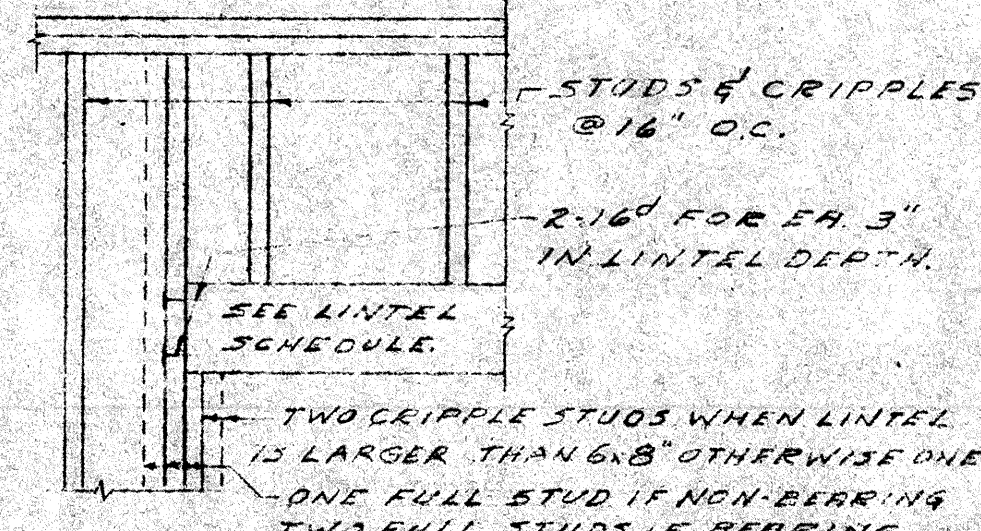 STUDS & CRIPPLES
@ 16" O.C.
2-16d FOR EA. 3"
IN LINTEL DEPTH.
SEE LINTEL
SCHEDULE.
TWO CRIPPLE STUDS WHEN LINTEL
IS LARGER THAN 6x8" OTHERWISE ONE
ONE FULL STUD IF NON-BEARING
TWO FULL STUDS IF BEARING